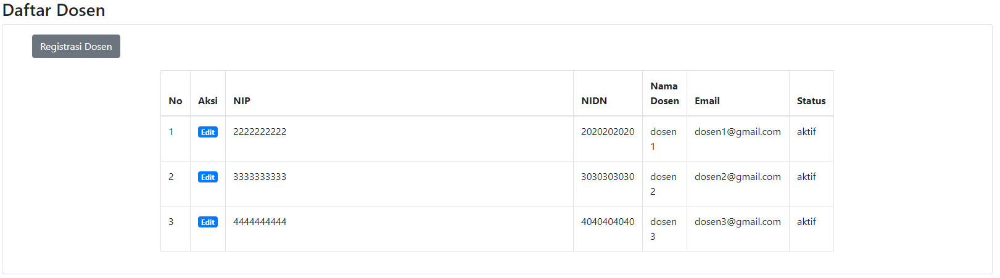 Daftar Dosen
Registrasi Dosen
No Aksi NIP NIDN Nama Dosen Email Status
1 Edit 2222222222 2020202020 dosen 1 dosen1@gmail.com aktif
2 Edit 3333333333 3030303030 dosen 2 dosen2@gmail.com aktif
3 Edit 4444444444 4040404040 dosen 3 dosen3@gmail.com aktif